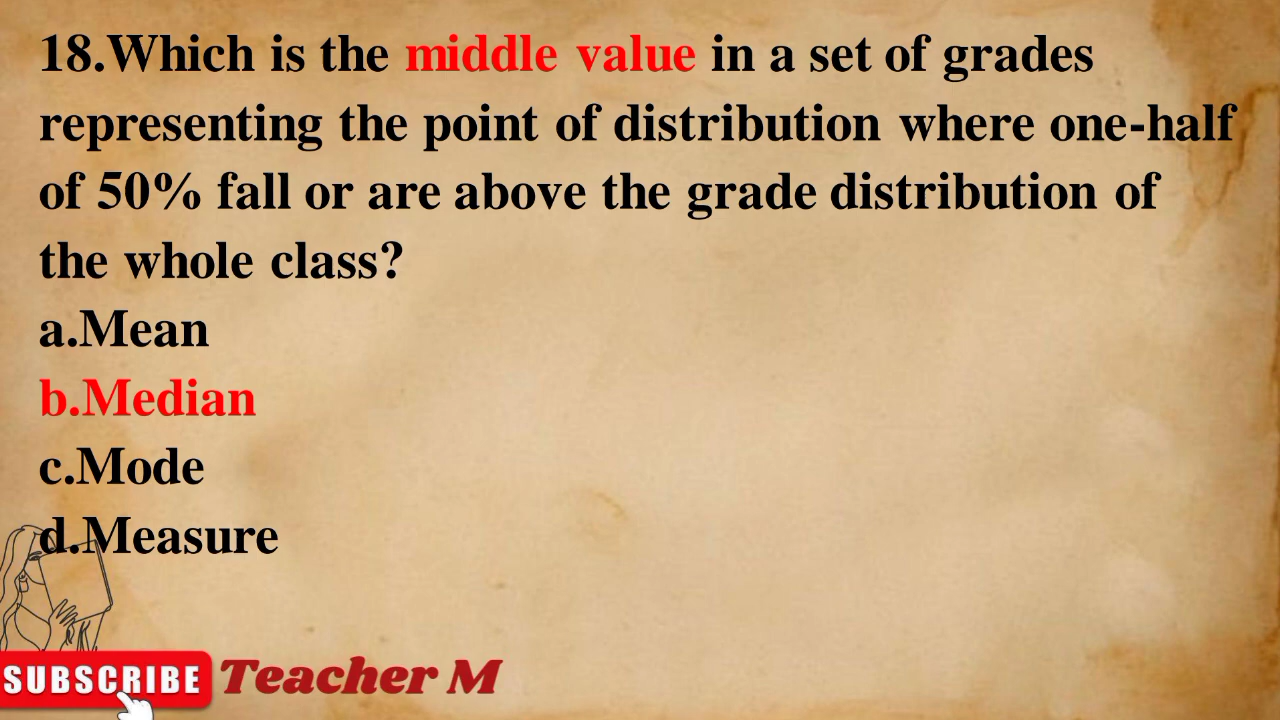 18.Which is the middle value in a set of grades
representing the point of distribution where one-half
of 50% fall or are above the grade distribution of
the whole class?
a.Mean
b.Median
c.Mode
d.Measure
SUBSCRIBE Teacher M